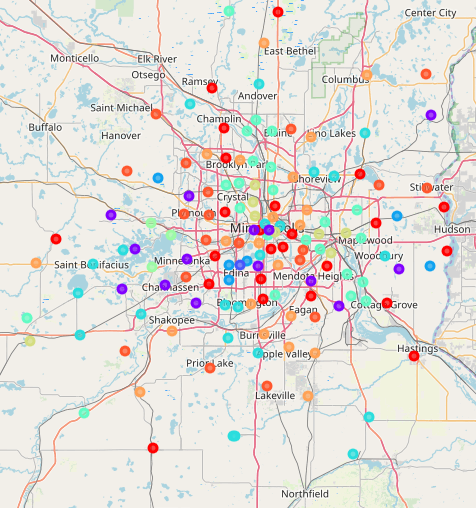 Center City
Monticello
Elk River
East Bethel
Otsego
Ramsey
Columbus
Andover
Saint Michael
Champlin
Buffalo
Blaine
Lino Lakes
Hanover
Brooklyn Park
Shoreview
Stillwater
Crystal
Plymouth
Hudson
Maplewood
Saint Bonifacius
Minnetonka
Woodbury
Edina
Mendota Heights
Chanhassen
Bloomington
Cottage Grove
Eagan
Shakopee
Burnsville
Hastings
Prior Lake
Apple Valley
Lakeville
Northfield